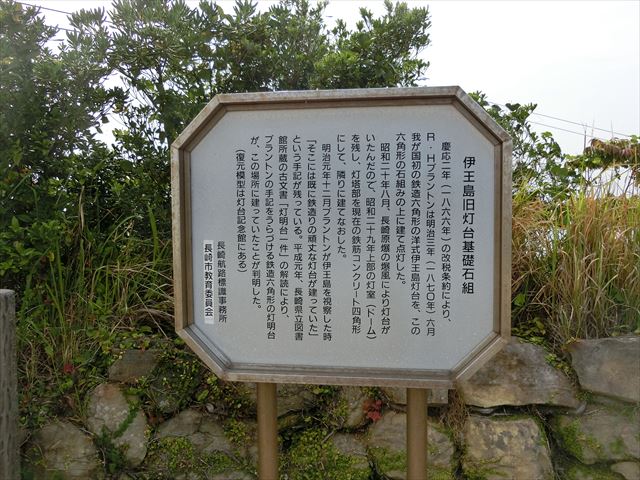 伊王島旧灯台基礎石組
慶応二年（一八六六年）の改税条約により、
R・Hブラントンは明治三年（一八七〇年）六月
我が国初の鉄造六角形の洋式伊王島灯台を、この
六角形の石組みの上に建て点灯した。
昭和二十年八月、長崎原爆の爆風により灯台が
いたんだので、昭和二十九年上部の灯室（ドーム）
を残し、灯塔部を現在の鉄筋コンクリート四角形
にして、隣りに建てなおした。
明治元年十二月ブラントンが伊王島を視察した時
「そこには既に鉄造りの頑丈な灯台が建っていた」
という手記が残っている。平成元年、長崎県立図書
館所蔵の古文書「灯明台一件」の解読により、
ブラントンの手記をうらづける鉄造六角形の灯明台
が、この場所に建っていたことが判明した。
（復元模型は灯台記念館にある）
長崎航路標識事務所
長崎市教育委員会